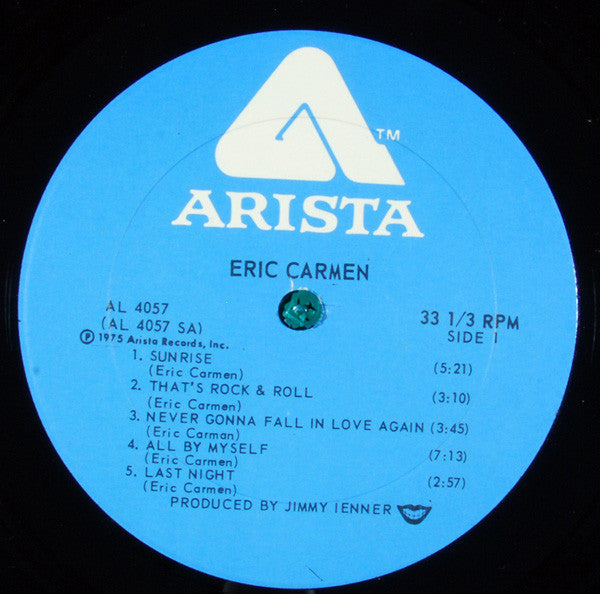 TM
ARISTA
ERIC CARMEN
AL 4057
(AL 4057 SA)
Ⓟ 1975 Arista Records, Inc.
33 1/3 RPM
SIDE 1
1. SUNRISE
(Eric Carmen) (5:21)
2. THAT'S ROCK & ROLL
(Eric Carmen) (3:10)
3. NEVER GONNA FALL IN LOVE AGAIN (3:45)
(Eric Carman)
4. ALL BY MYSELF
(Eric Carmen) (7:13)
5. LAST NIGHT
(Eric Carmen) (2:57)
PRODUCED BY JIMMY IENNER